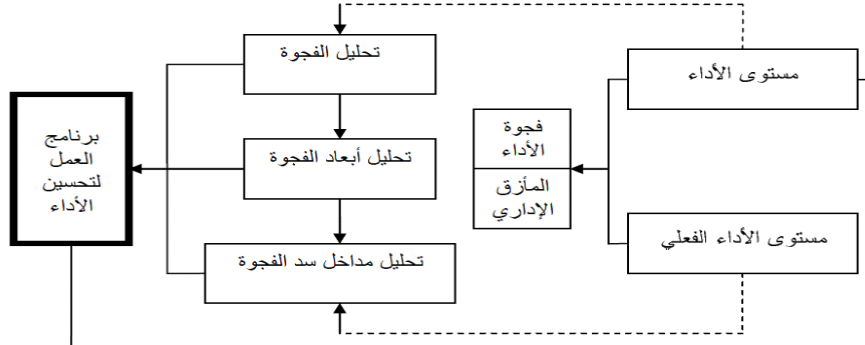 مستوى الأداء
مستوى الأداء الفعلي
فجوة
الأداء
المأزق
الإداري
تحليل الفجوة
تحليل أبعاد الفجوة
تحليل مداخل سد الفجوة
برنامج
العمل
لتحسين
الأداء